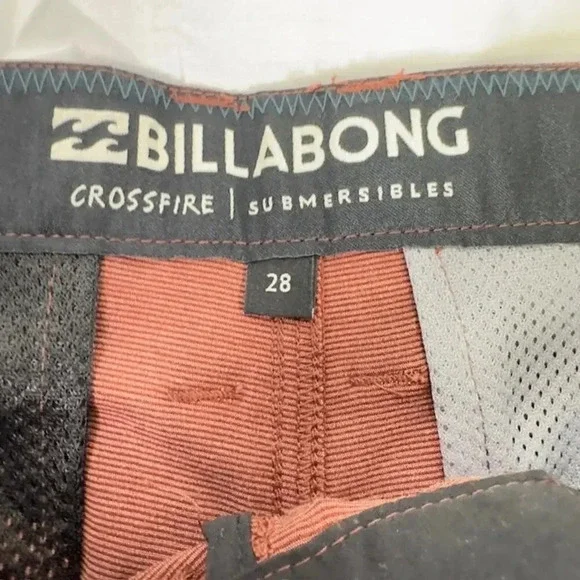 BILLABONG
CROSSFIRE | SUBMERSIBLES
28